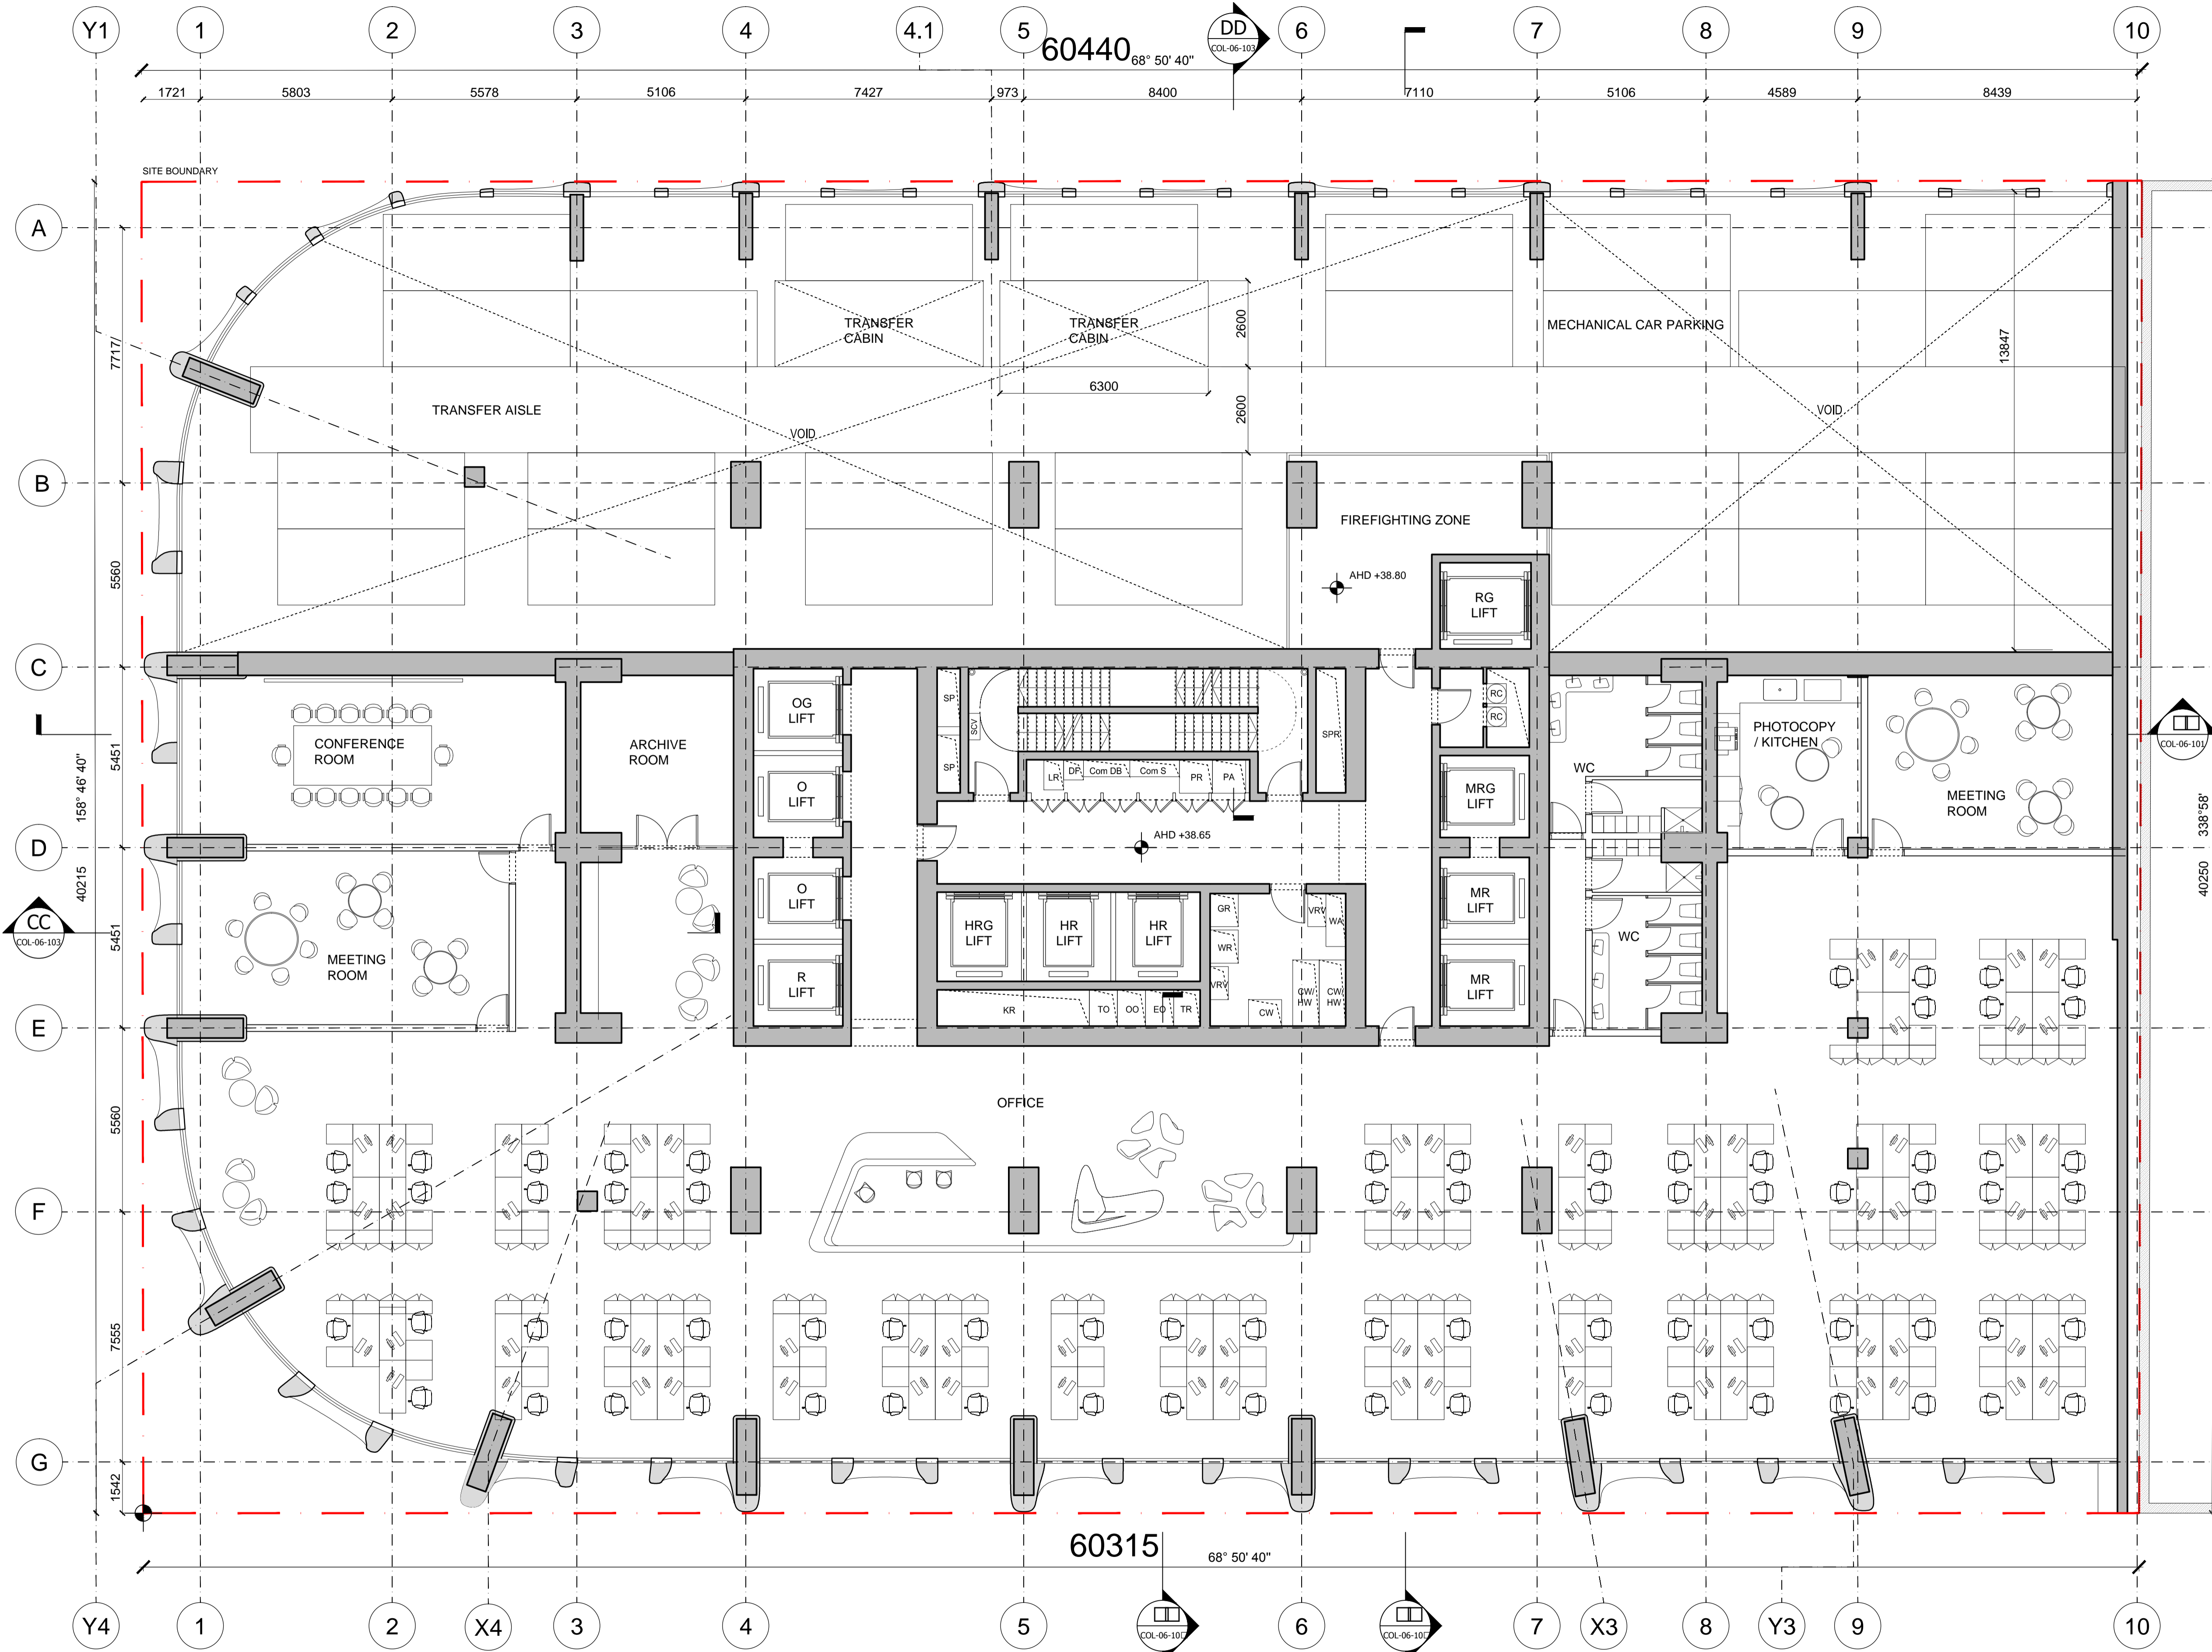 Y1
1
2
3
4
4.1
5
6
7
8
9
10
60440
68° 50' 40"
DD
COL-06-103
1721
5803
5578
5106
7427
973
8400
7110
5106
4589
8439
SITE BOUNDARY
A
TRANSFER
CABIN
TRANSFER
CABIN
2600
MECHANICAL CAR PARKING
13847
7717
6300
2600
TRANSFER AISLE
VOID
VOID
B
FIREFIGHTING ZONE
5560
AHD +38.80
RG
LIFT
C
OG
LIFT
SP
SCV
SPR
RC
RC
5451
CONFERENCE
ROOM
ARCHIVE
ROOM
PHOTOCOPY
/ KITCHEN
COL-06-101
O
LIFT
SP
LR
DF
Com DB
Com S
PR
PA
MRG
LIFT
WC
MEETING
ROOM
158° 46' 40"
338°58'
D
AHD +38.65
40215
40250
O
LIFT
MR
LIFT
CC
COL-06-103
5451
HRG
LIFT
HR
LIFT
HR
LIFT
GR
VRV
WA
WR
WC
MEETING
ROOM
R
LIFT
VRV
CW/
HW
CW/
HW
MR
LIFT
KR
TO
OO
EO
TR
CW
E
5560
OFFICE
F
7555
G
1542
60315
68° 50' 40"
Y4
1
2
X4
3
4
5
COL-06-10
6
COL-06-10
7
X3
8
Y3
9
10